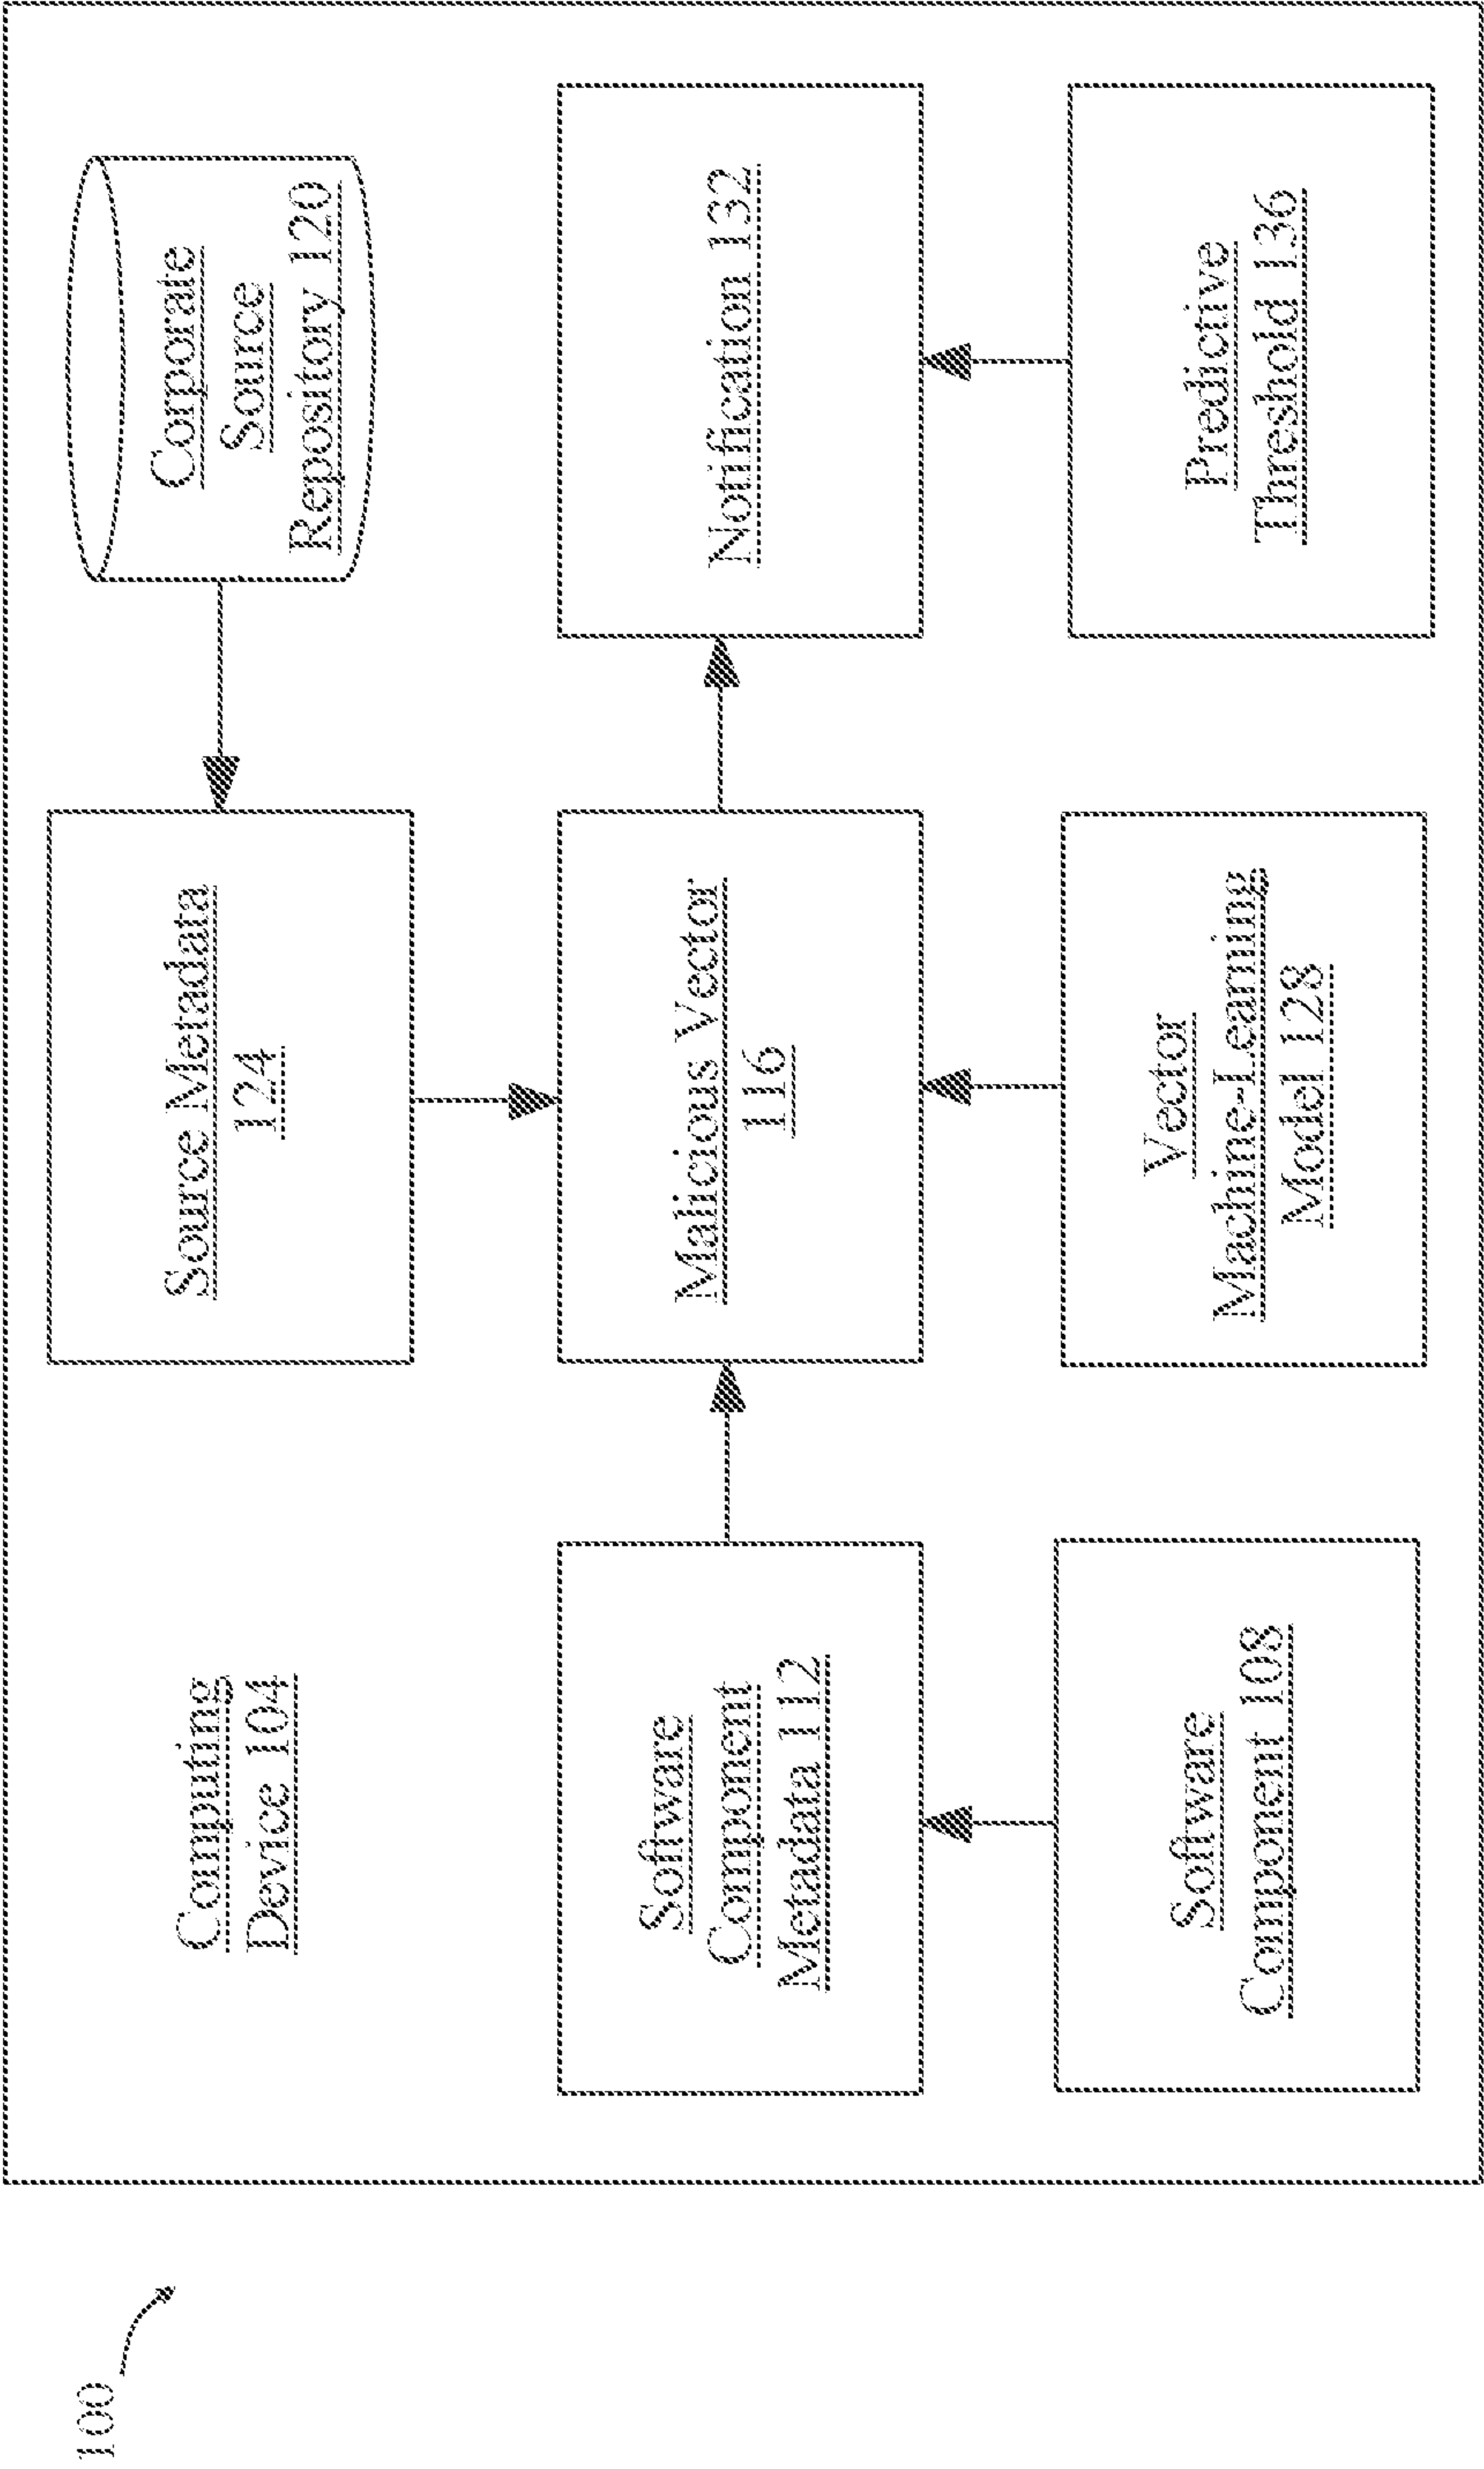 100
Computing
Device 104
Source Metadata
124
Corporate
Source
Repository 120
Software
Component
Metadata 112
Malicious Vector
116
Notification 132
Software
Component 108
Vector
Machine-Learning
Model 128
Predictive
Threshold 136